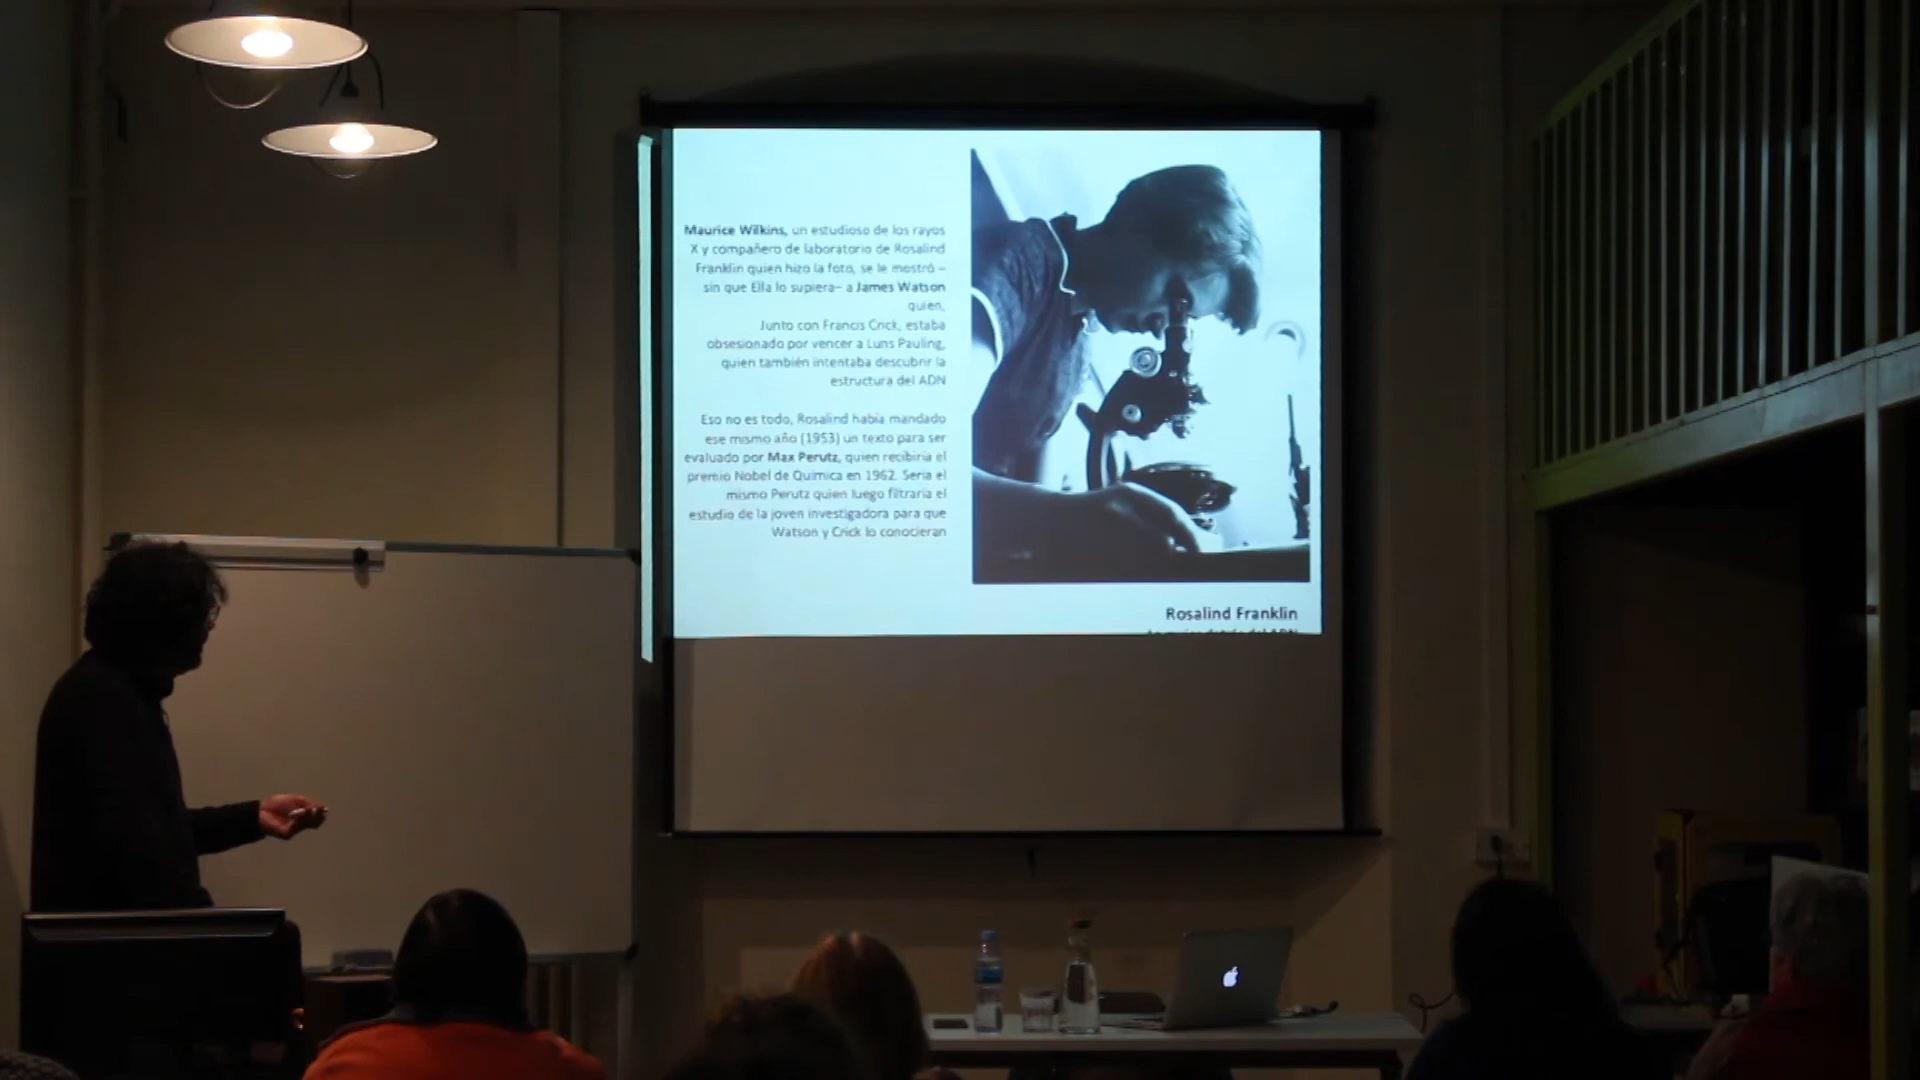 Maurice Wilkins, un estudioso de los rayos
X y compañero de laboratorio de Rosalind
Franklin quien hizo la foto, se le mostró –
sin que Ella lo supiera– a James Watson
quien,
Junto con Francis Crick, estaba
obsesionado por vencer a Luns Pauling,
quien también intentaba descubrir la
estructura del ADN
Eso no es todo, Rosalind había mandado
ese mismo año (1953) un texto para ser
evaluado por Max Perutz, quien recibiría el
premio Nobel de Química en 1962. Sería el
mismo Perutz quien luego filtraría el
estudio de la joven investigadora para que
Watson y Crick lo conocieran
Rosalind Franklin